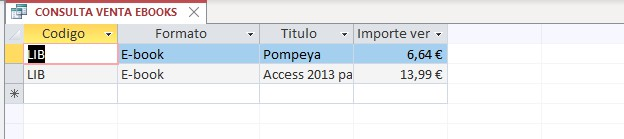 CONSULTA VENTA EBOOKS
Codigo Formato Titulo Importe ver
LIB E-book Pompeya 6,64 €
LIB E-book Access 2013 pa 13,99 €